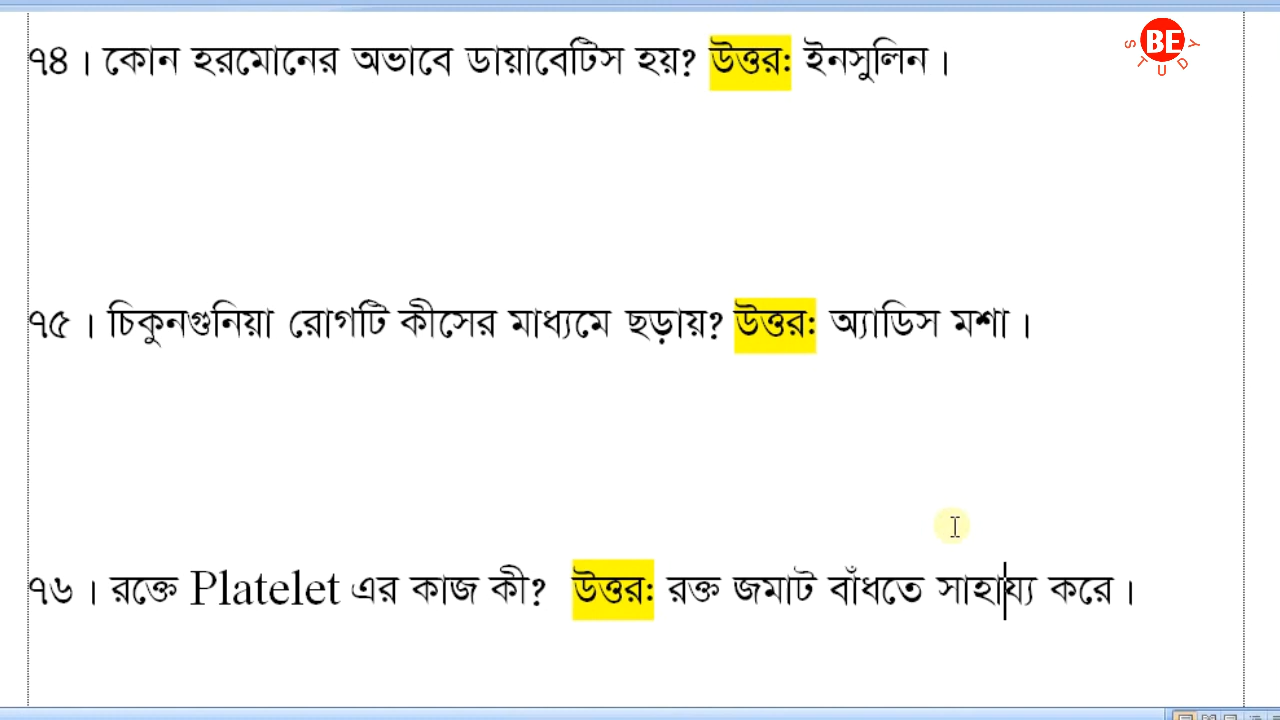 ৭৪। কোন হরমোনের অভাবে ডায়াবেটিস হয়? উত্তর: ইনসুলিন।
BE
STUDY
৭৫। চিকুনগুনিয়া রোগটি কীসের মাধ্যমে ছড়ায়? উত্তর: অ্যাডিস মশা।
৭৬। রক্তে Platelet এর কাজ কী? উত্তর: রক্ত জমাট বাঁধতে সাহায্য করে।